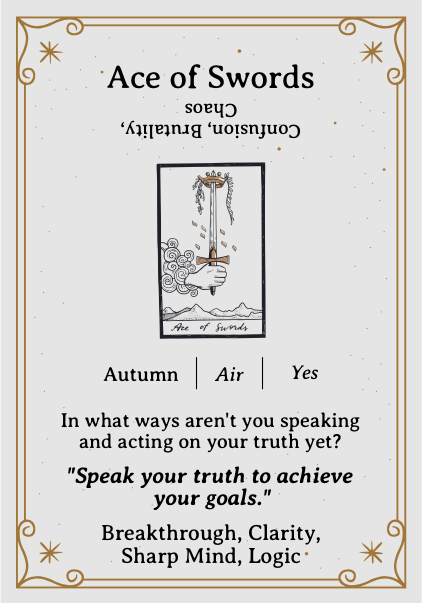 Ace of Swords
Confusion, Brutality,
Chaos
Ace of Swords
Autumn | Air | Yes
In what ways aren't you speaking
and acting on your truth yet?
"Speak your truth to achieve
your goals."
Breakthrough, Clarity,
Sharp Mind, Logic